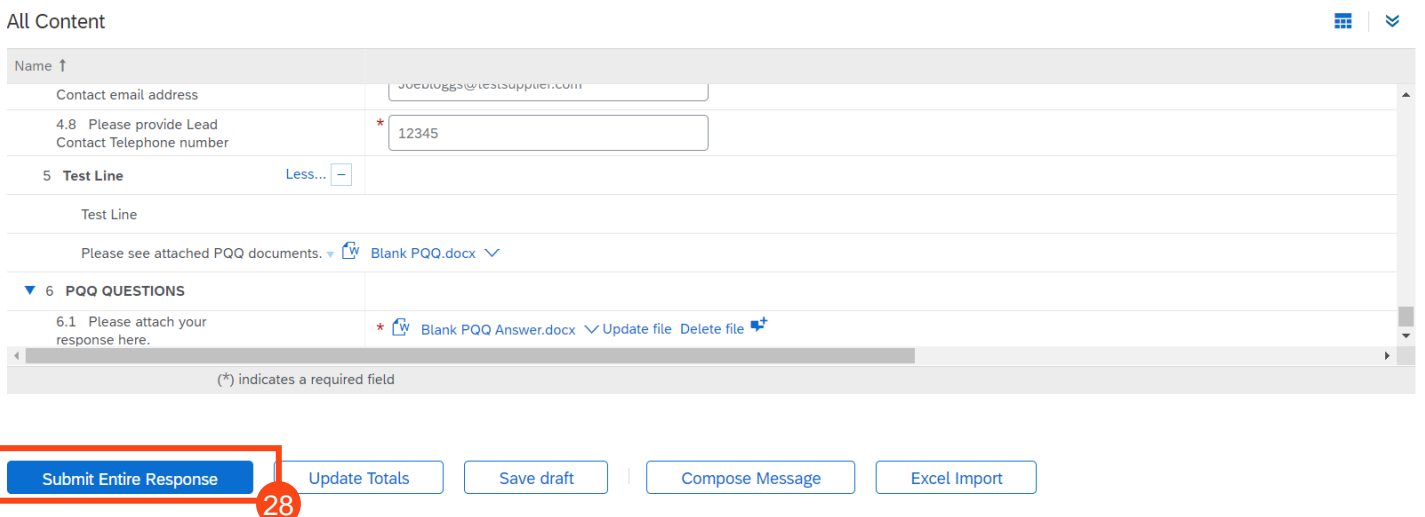 All Content
Name ↑
Joebloggs@testsupplier.com
Contact email address
4.8 Please provide Lead
Contact Telephone number
* 12345
5 Test Line Less... −
Test Line
Please see attached PQQ documents. W Blank PQQ.docx
6 PQQ QUESTIONS
6.1 Please attach your
response here.
* W Blank PQQ Answer.docx Update file Delete file
(*) indicates a required field
Submit Entire Response Update Totals Save draft Compose Message Excel Import
28